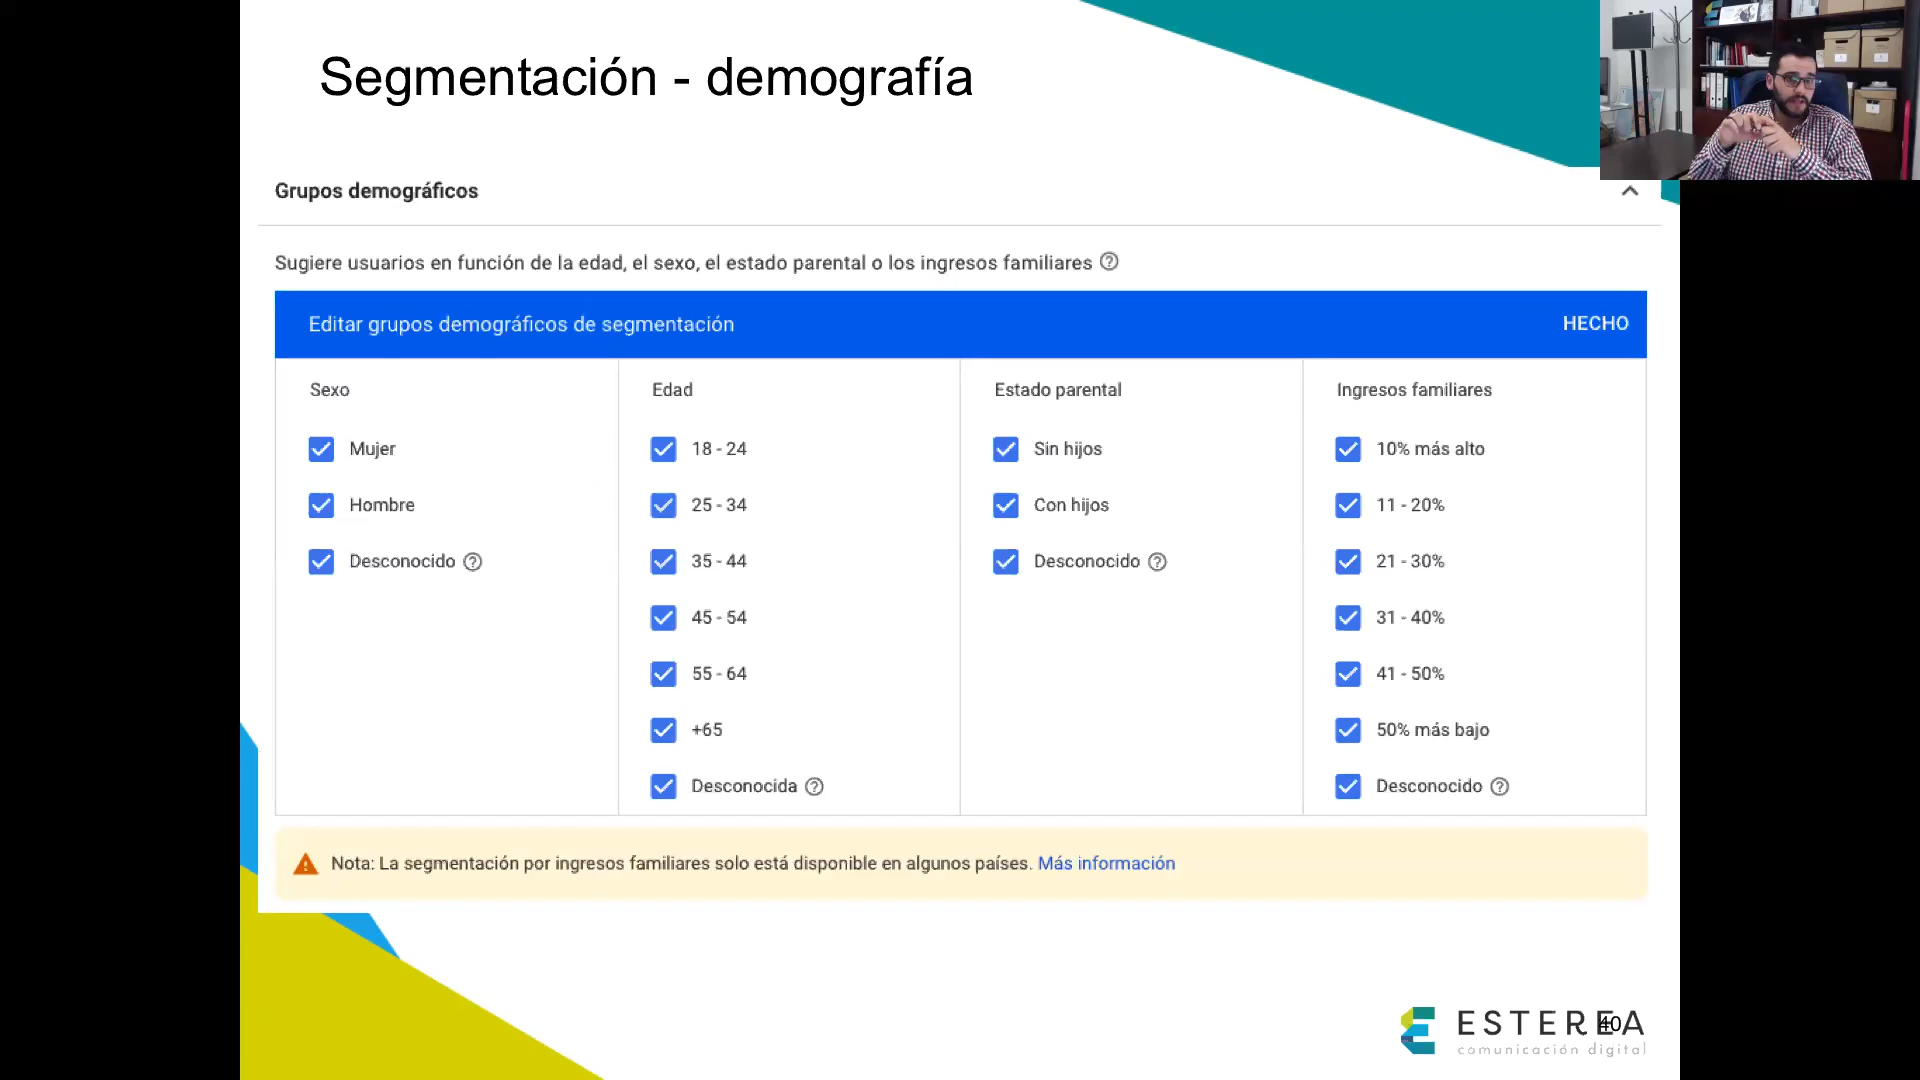 Segmentación - demografía
Grupos demográficos
Sugiere usuarios en función de la edad, el sexo, el estado parental o los ingresos familiares
Editar grupos demográficos de segmentación
HECHO
Sexo
Mujer
Hombre
Desconocido
Edad
18 - 24
25 - 34
35 - 44
45 - 54
55 - 64
+65
Desconocida
Estado parental
Sin hijos
Con hijos
Desconocido
Ingresos familiares
10% más alto
11 - 20%
21 - 30%
31 - 40%
41 - 50%
50% más bajo
Desconocido
Nota: La segmentación por ingresos familiares solo está disponible en algunos países. Más información
ESTEREA
comunicación digital
40